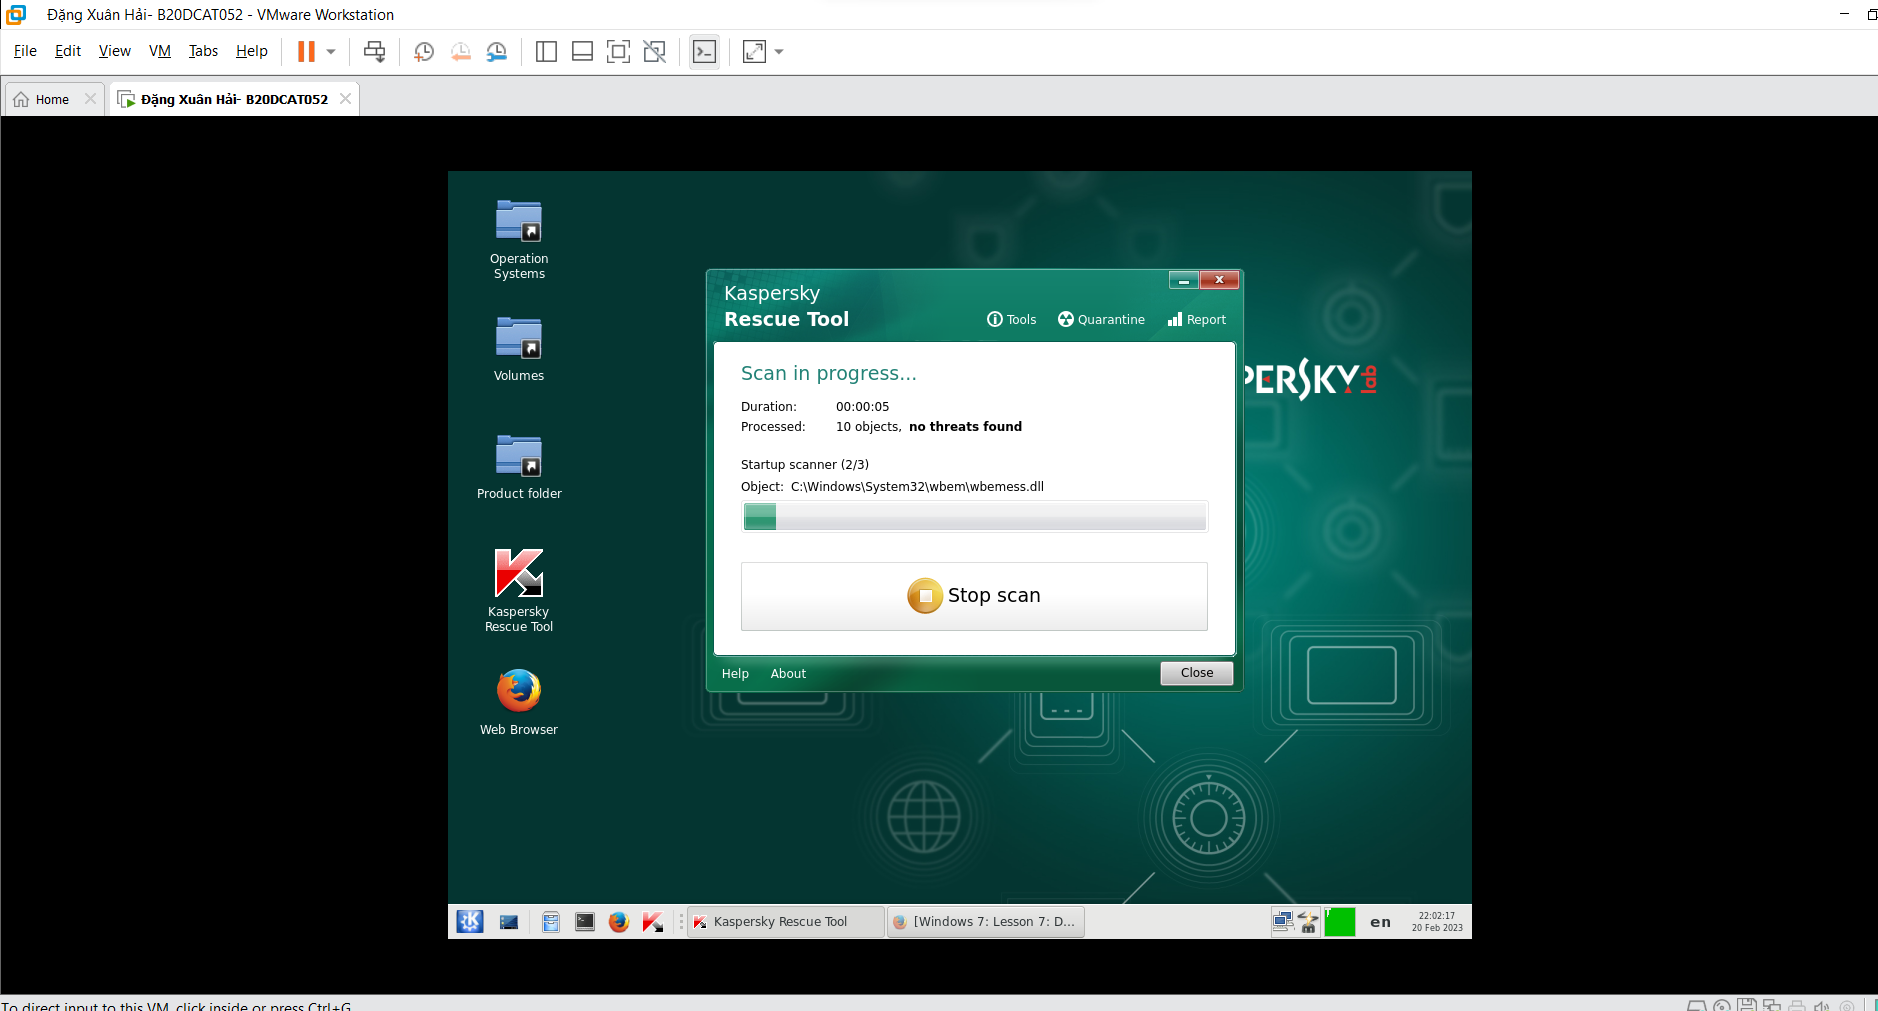 Đặng Xuân Hải- B20DCAT052 - VMware Workstation
File Edit View VM Tabs Help
Home
Đặng Xuân Hải- B20DCAT052
Operation
Systems
Volumes
Product folder
Kaspersky
Rescue Tool
Web Browser
Kaspersky
Rescue Tool
Tools Quarantine Report
Scan in progress...
Duration: 00:00:05
Processed: 10 objects, no threats found
Startup scanner (2/3)
Object: C:\Windows\System32\wbem\wbemess.dll
Stop scan
Help About Close
PERSKY lab
Kaspersky Rescue Tool
[Windows 7: Lesson 7: D...
en
22:02:17
20 Feb 2023
To direct input to this VM, click inside or press Ctrl+G.